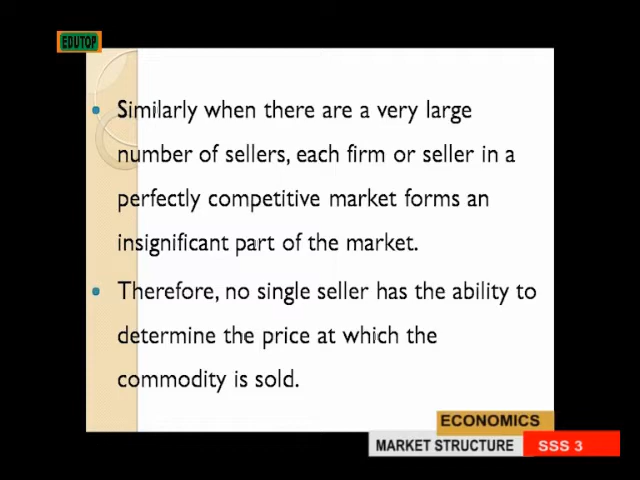 EDUTOP
Similarly when there are a very large
number of sellers, each firm or seller in a
perfectly competitive market forms an
insignificant part of the market.
Therefore, no single seller has the ability to
determine the price at which the
commodity is sold.
ECONOMICS
MARKET STRUCTURE SSS 3